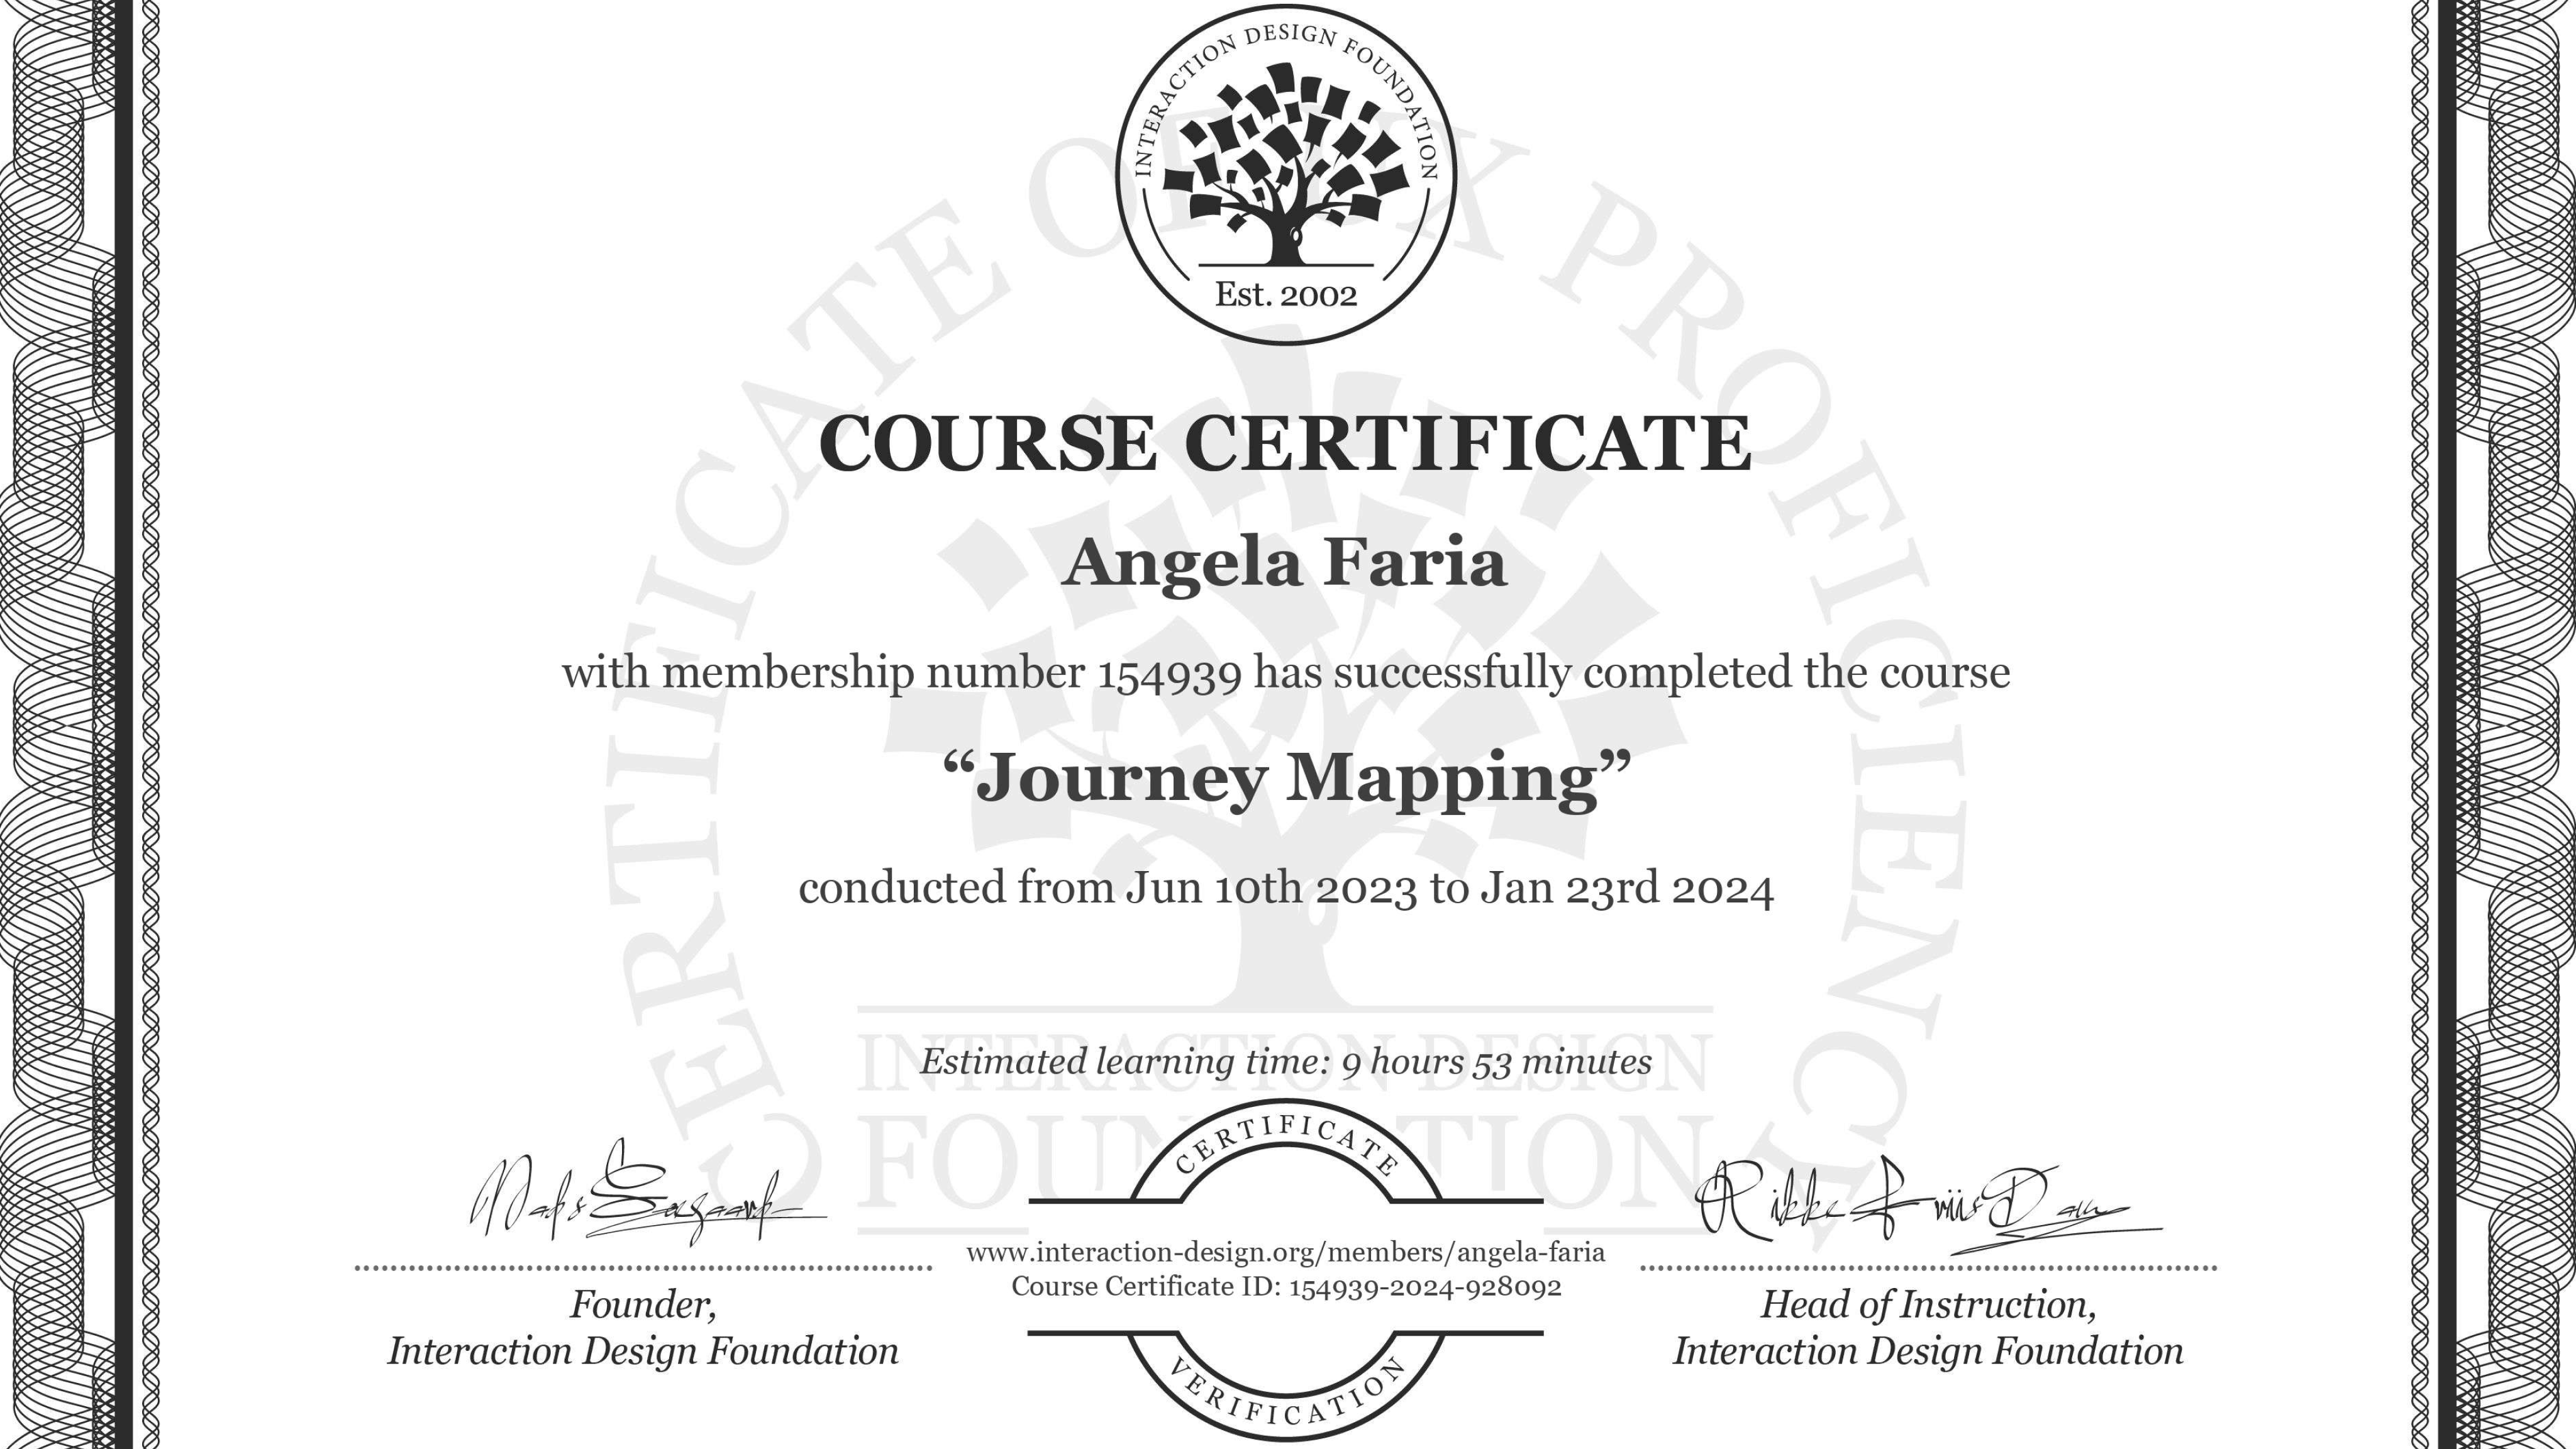 INTERACTION DESIGN FOUNDATION
Est. 2002
CERTIFICATE OF UX PROFICIENCY
COURSE CERTIFICATE
Angela Faria
with membership number 154939 has successfully completed the course
“Journey Mapping”
conducted from Jun 10th 2023 to Jan 23rd 2024
INTERACTION DESIGN
FOUNDATION
Estimated learning time: 9 hours 53 minutes
CERTIFICATE
www.interaction-design.org/members/angela-faria
Course Certificate ID: 154939-2024-928092
VERIFICATION
Mads Soegaard
Founder,
Interaction Design Foundation
Rikke Friis Dam
Head of Instruction,
Interaction Design Foundation